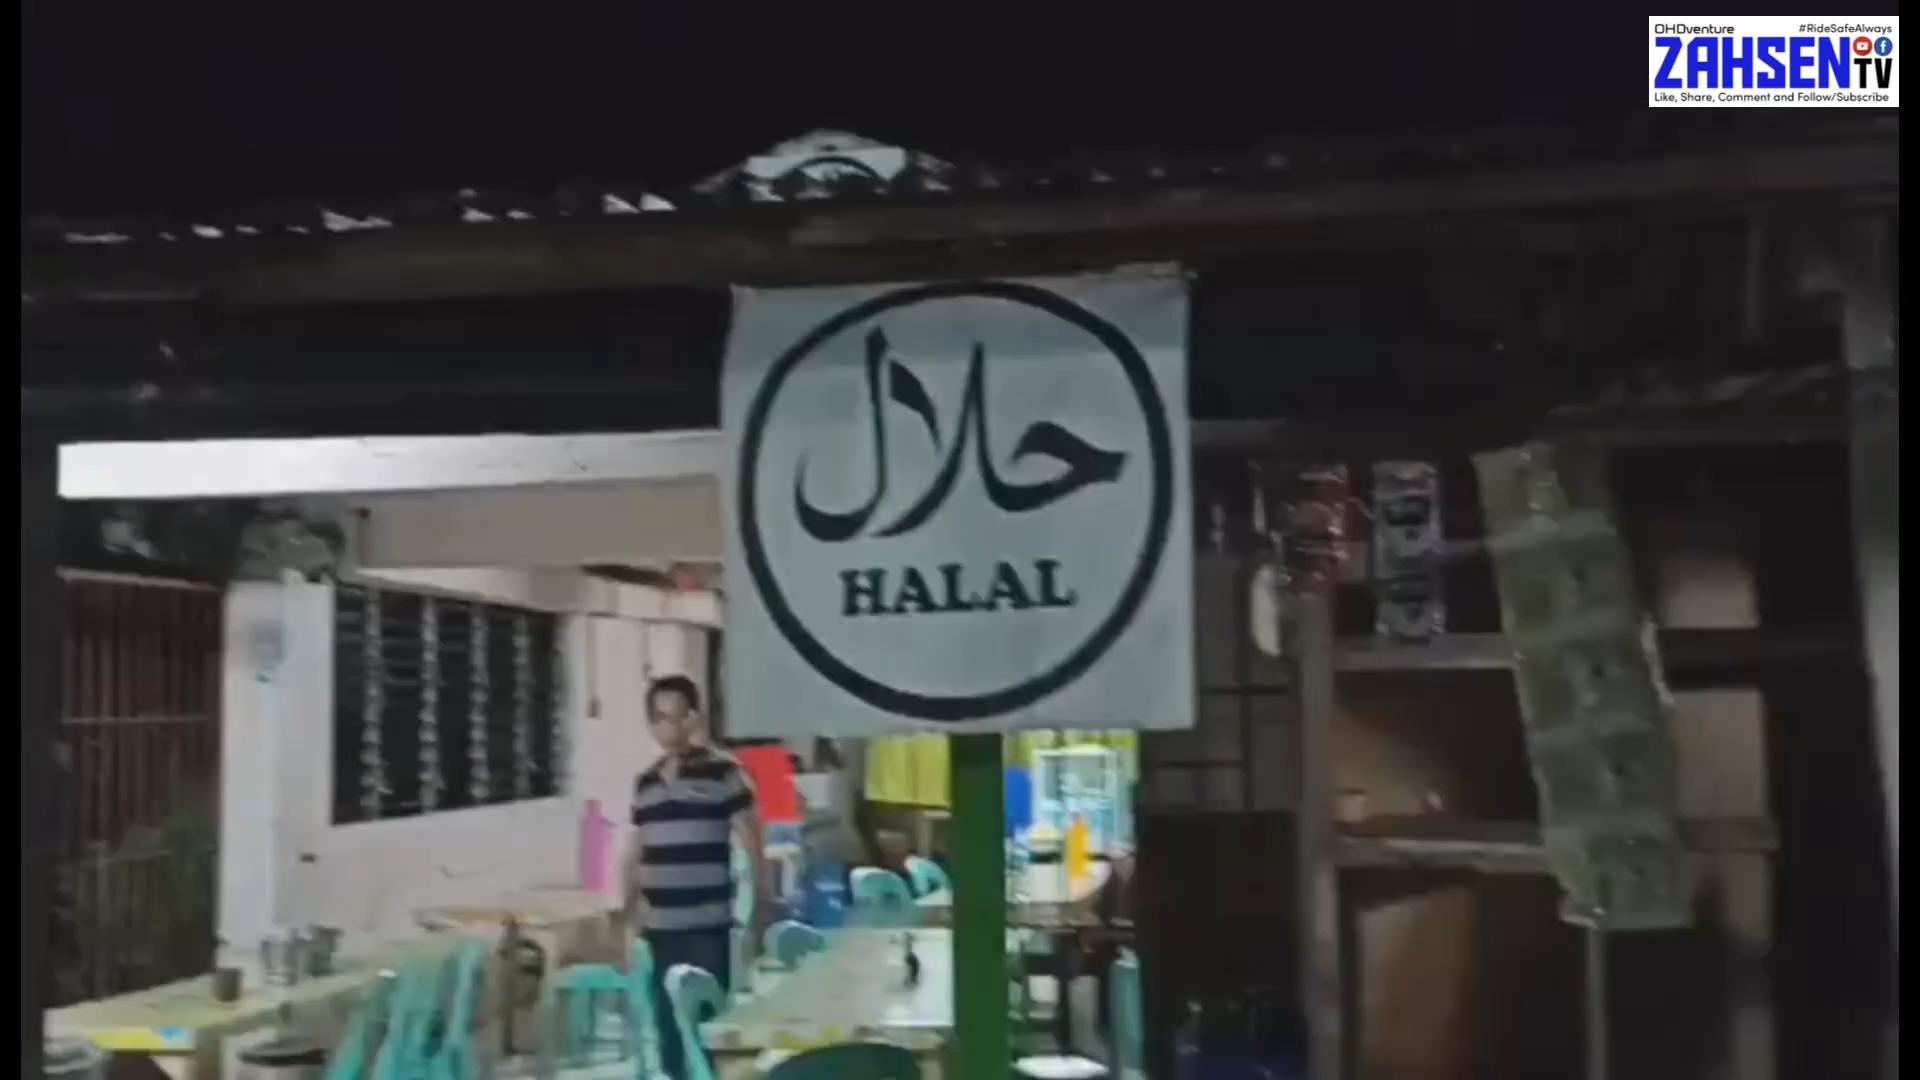 OHDventure #RideSafeAlways
ZAHSEN TV
Like, Share, Comment and Follow/Subscribe
حلال
HALAL